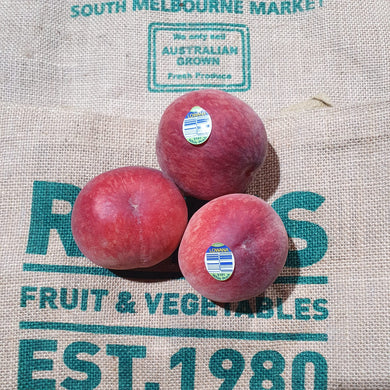 SOUTH MELBOURNE MARKET
We only sell
AUSTRALIAN
GROWN
Fresh Produce
FRUIT & VEGETABLES
EST.1980